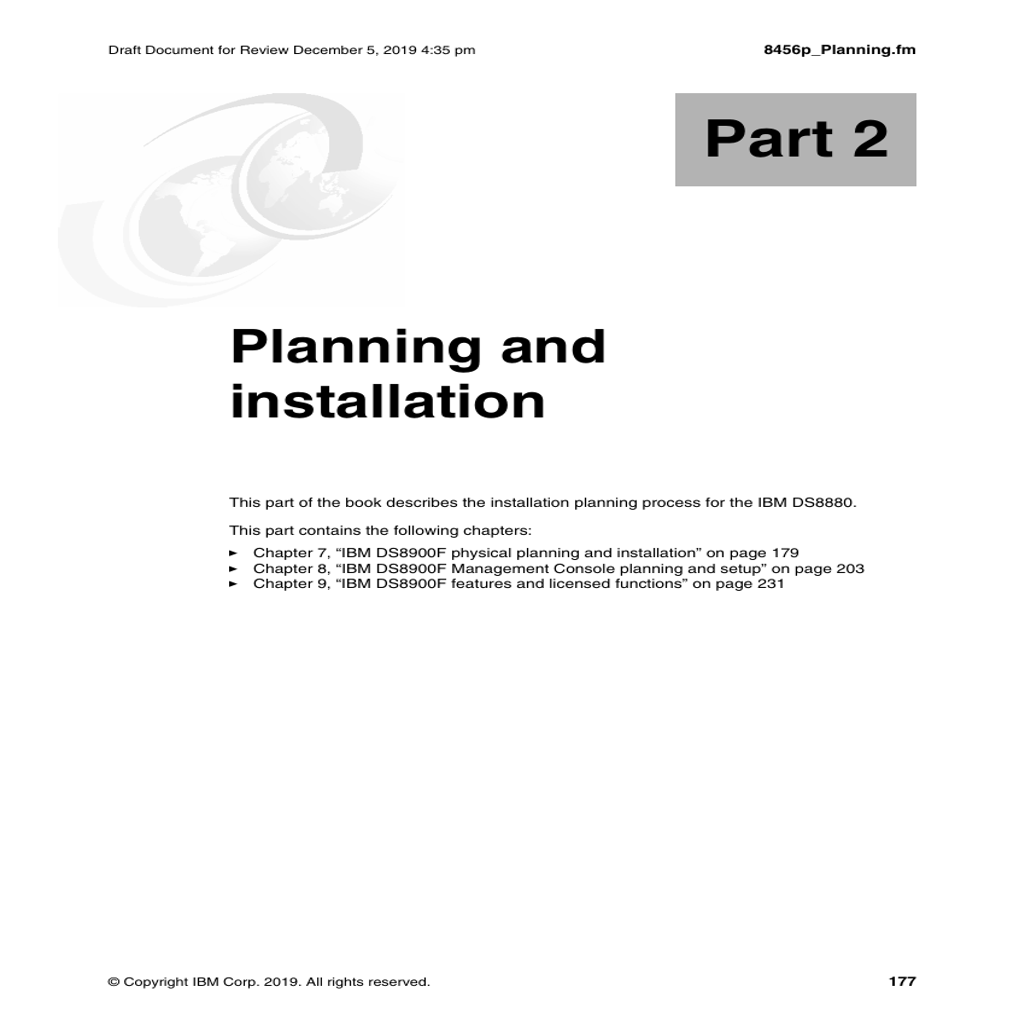 Draft Document for Review December 5, 2019 4:35 pm
8456p_Planning.fm
Part 2
Planning and
installation
This part of the book describes the installation planning process for the IBM DS8880.
This part contains the following chapters:
► Chapter 7, “IBM DS8900F physical planning and installation” on page 179
► Chapter 8, “IBM DS8900F Management Console planning and setup” on page 203
► Chapter 9, “IBM DS8900F features and licensed functions” on page 231
© Copyright IBM Corp. 2019. All rights reserved.
177